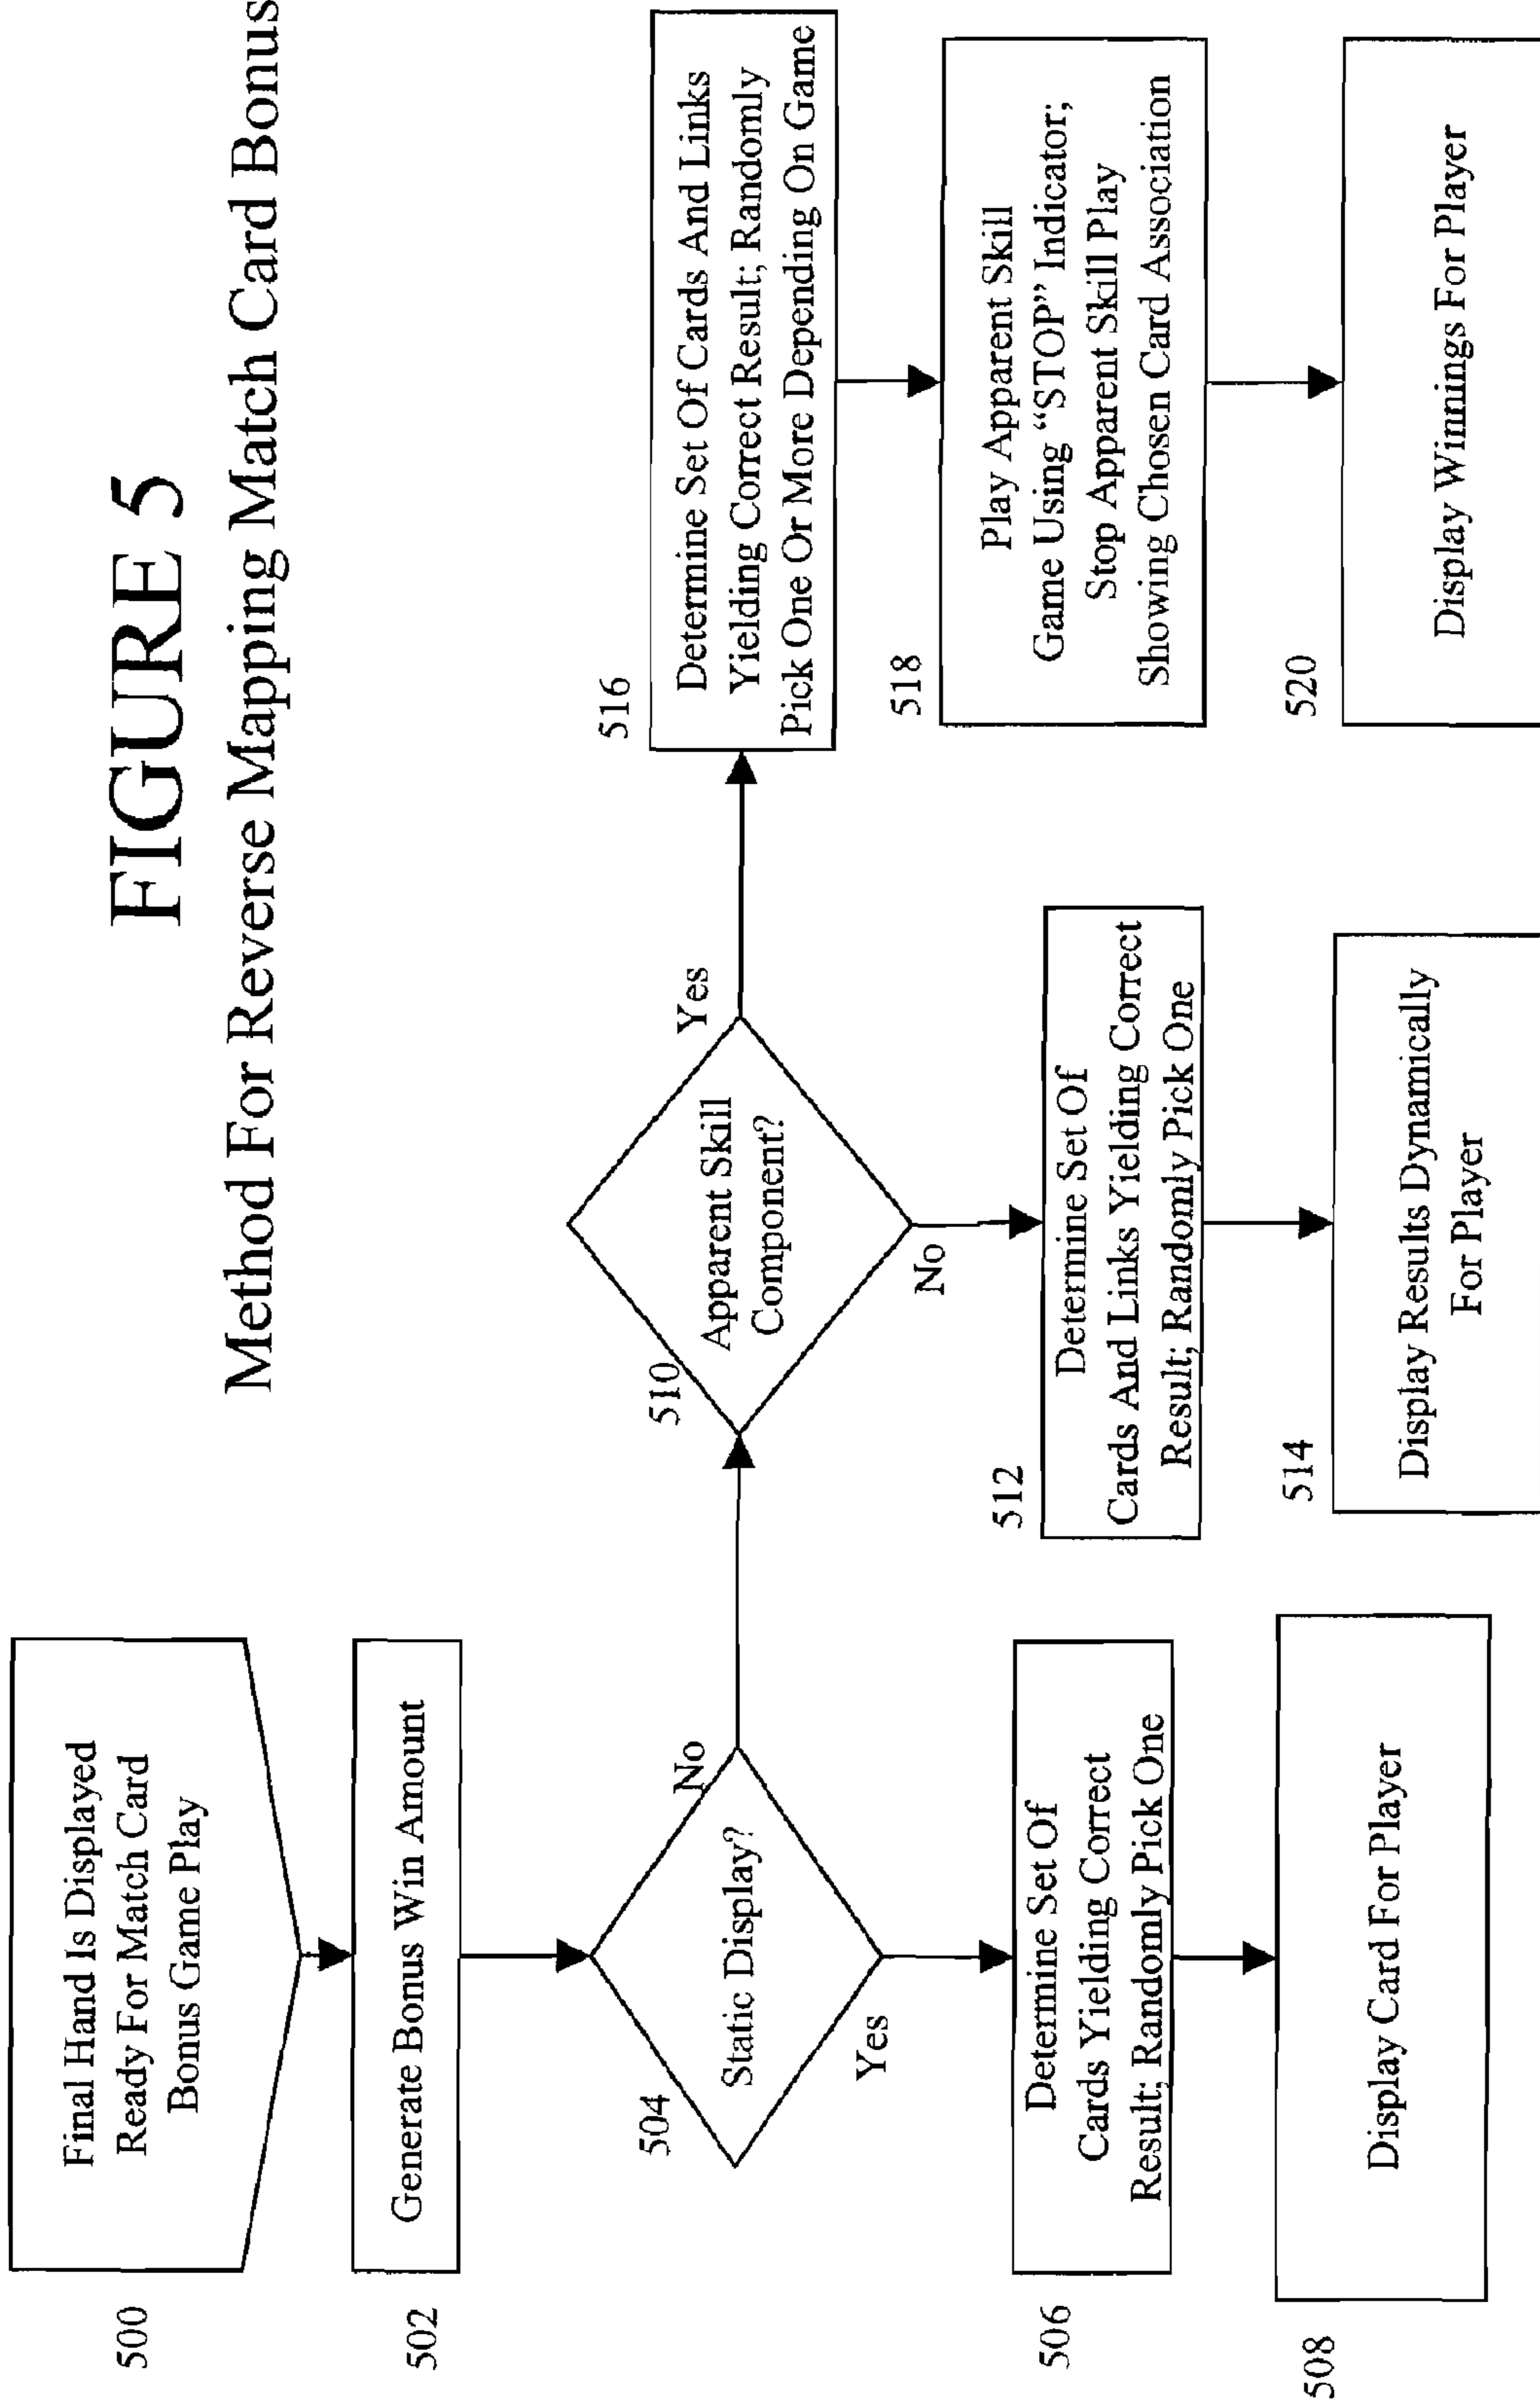 FIGURE 5
Method For Reverse Mapping Match Card Bonus
500
Final Hand Is Displayed
Ready For Match Card
Bonus Game Play
502
Generate Bonus Win Amount
504
Static Display?
No
Yes
506
Determine Set Of
Cards Yielding Correct
Result; Randomly Pick One
508
Display Card For Player
510
Apparent Skill
Component?
Yes
No
512
Determine Set Of
Cards And Links Yielding Correct
Result; Randomly Pick One
514
Display Results Dynamically
For Player
516
Determine Set Of Cards And Links
Yielding Correct Result; Randomly
Pick One Or More Depending On Game
518
Play Apparent Skill
Game Using “STOP” Indicator;
Stop Apparent Skill Play
Showing Chosen Card Association
520
Display Winnings For Player